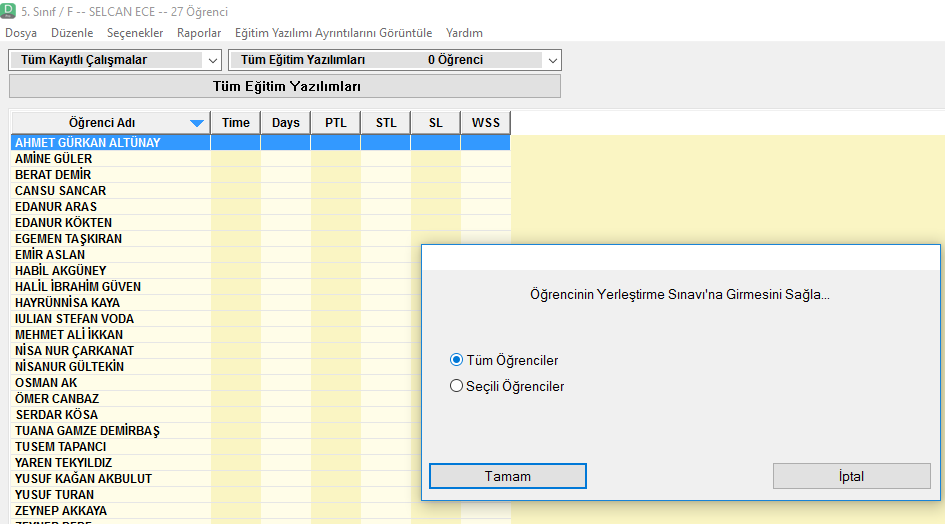 5. Sınıf / F -- SELCAN ECE -- 27 Öğrenci
Dosya Düzenle Seçenekler Raporlar Eğitim Yazılımı Ayrıntılarını Görüntüle Yardım
Tüm Kayıtlı Çalışmalar Tüm Eğitim Yazılımları 0 Öğrenci
Tüm Eğitim Yazılımları
Öğrenci Adı Time Days PTL STL SL WSS
AHMET GÜRKAN ALTÜNAY
AMİNE GÜLER
BERAT DEMİR
CANSU SANCAR
EDANUR ARAS
EDANUR KÖKTEN
EGEMEN TAŞKIRAN
EMİR ASLAN
HABİL AKGÜNEY
HALİL İBRAHİM GÜVEN
HAYRÜNNİSA KAYA
IULIAN STEFAN VODA
MEHMET ALİ İKKAN
NİSA NUR ÇARKANAT
NİSANUR GÜLTEKİN
OSMAN AK
ÖMER CANBAZ
SERDAR KÖSA
TUANA GAMZE DEMİRBAŞ
TUSEM TAPANCI
YAREN TEKYILDIZ
YUSUF KAĞAN AKBULUT
YUSUF TURAN
ZEYNEP AKKAYA
Öğrencinin Yerleştirme Sınavı'na Girmesini Sağla...
Tüm Öğrenciler
Seçili Öğrenciler
Tamam İptal